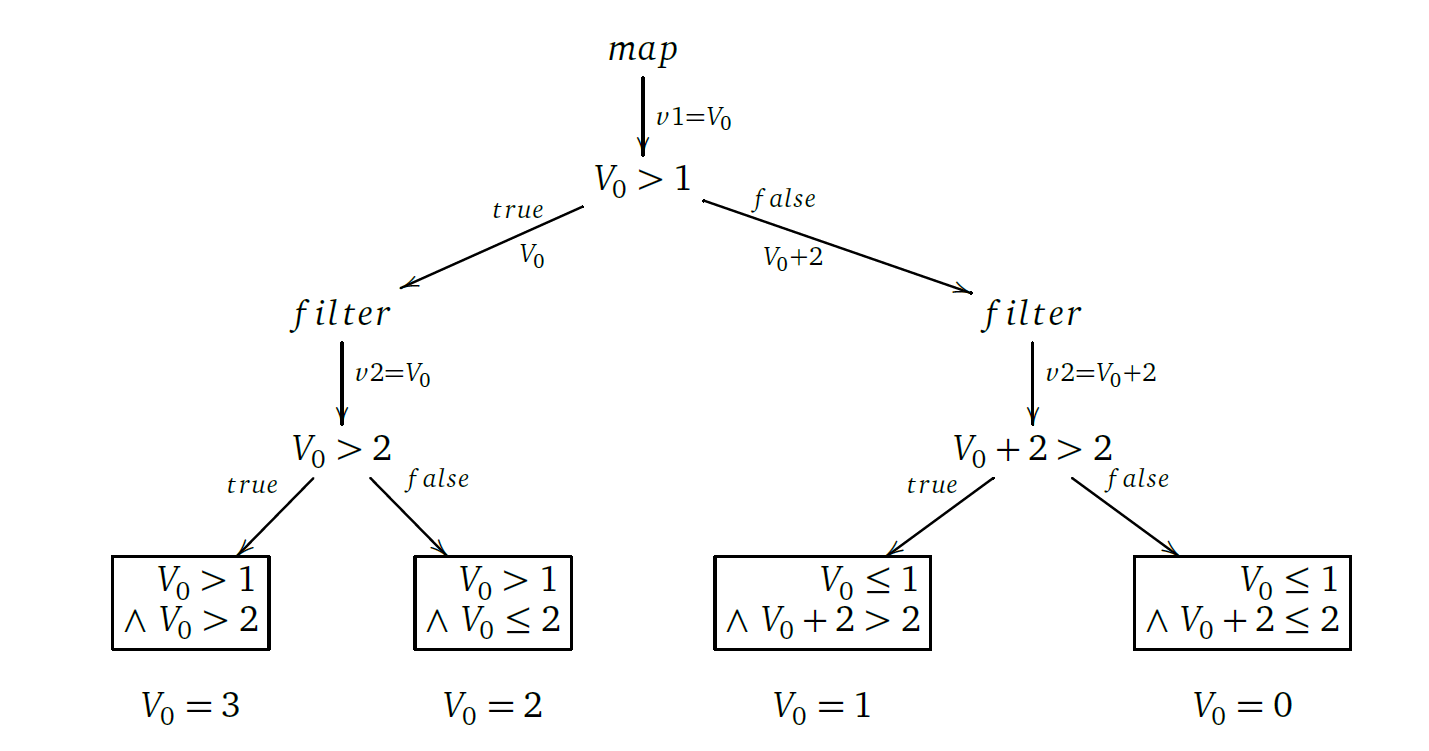 map
v1=V₀
V₀ > 1
true false
V₀ V₀+2
filter filter
v2=V₀ v2=V₀+2
V₀ > 2 V₀ + 2 > 2
true false true false
V₀ > 1 V₀ > 1 V₀ ≤ 1 V₀ ≤ 1
∧ V₀ > 2 ∧ V₀ ≤ 2 ∧ V₀ + 2 > 2 ∧ V₀ + 2 ≤ 2
V₀ = 3 V₀ = 2 V₀ = 1 V₀ = 0